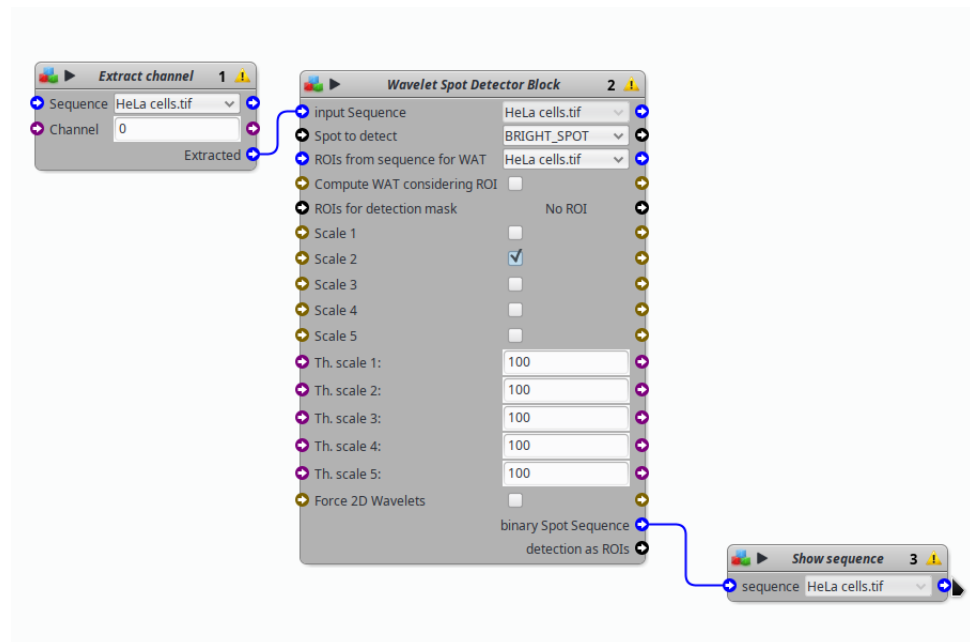 Extract channel 1
Sequence HeLa cells.tif
Channel 0
Extracted
Wavelet Spot Detector Block 2
input Sequence HeLa cells.tif
Spot to detect BRIGHT_SPOT
ROIs from sequence for WAT HeLa cells.tif
Compute WAT considering ROI
ROIs for detection mask No ROI
Scale 1
Scale 2
Scale 3
Scale 4
Scale 5
Th. scale 1: 100
Th. scale 2: 100
Th. scale 3: 100
Th. scale 4: 100
Th. scale 5: 100
Force 2D Wavelets
binary Spot Sequence
detection as ROIs
Show sequence 3
sequence HeLa cells.tif